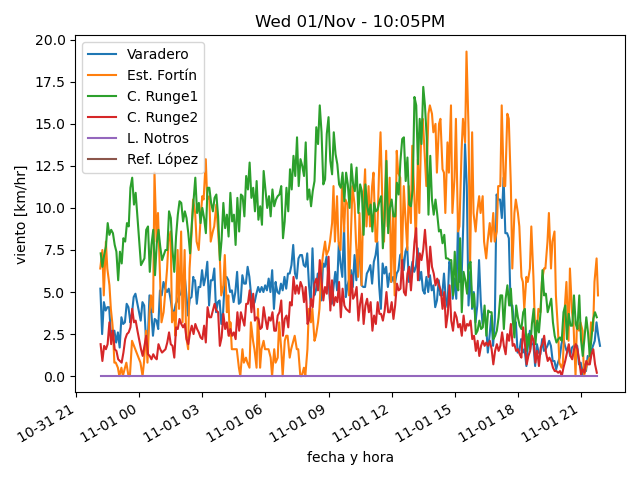 Wed 01/Nov - 10:05PM
20.0
17.5
15.0
12.5
10.0
7.5
5.0
2.5
0.0
viento [km/hr]
Varadero
Est. Fortín
C. Runge1
C. Runge2
L. Notros
Ref. López
10-31 21
11-01 00
11-01 03
11-01 06
11-01 09
11-01 12
11-01 15
11-01 18
11-01 21
fecha y hora